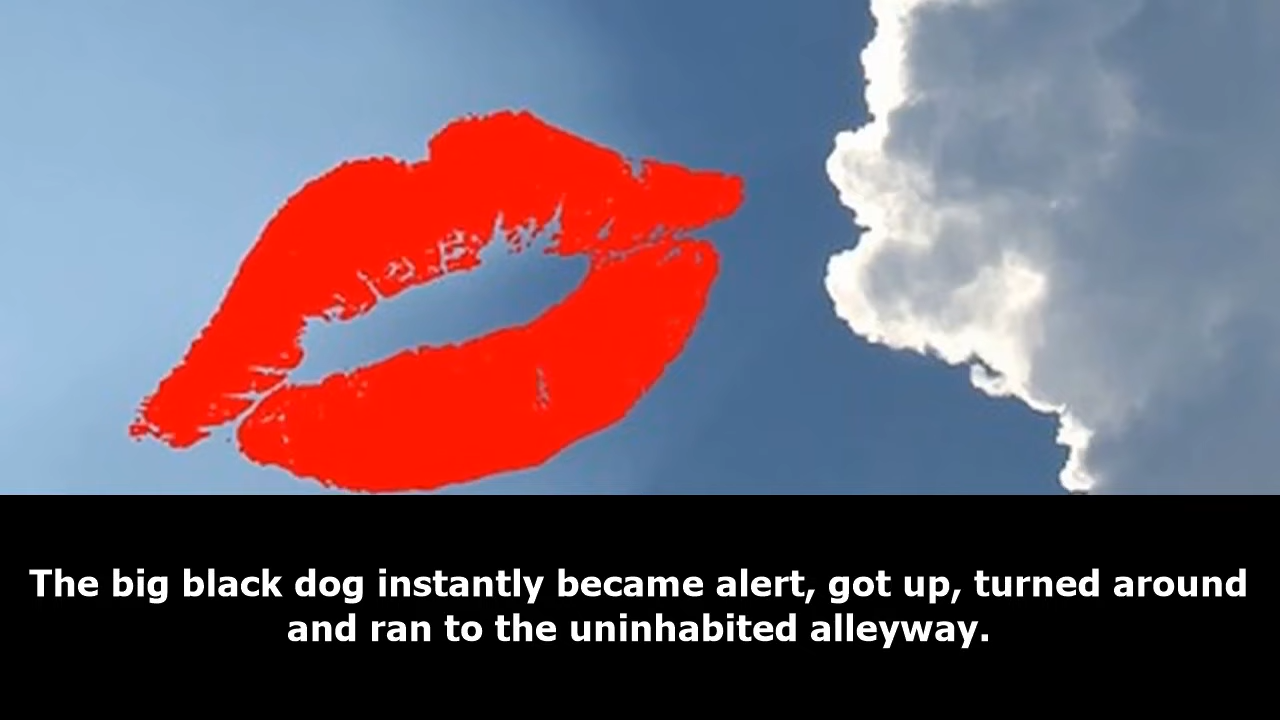 The big black dog instantly became alert, got up, turned around
and ran to the uninhabited alleyway.